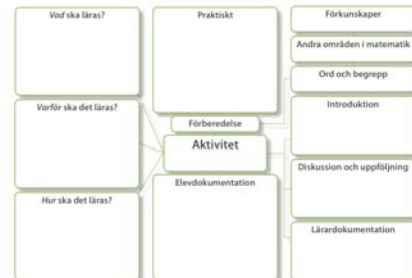 Vad ska läras?
Varför ska det läras?
Hur ska det läras?
Praktiskt
Förberedelse
Aktivitet
Elevdokumentation
Förkunskaper
Andra områden i matematik
Ord och begrepp
Introduktion
Diskussion och uppföljning
Lärardokumentation